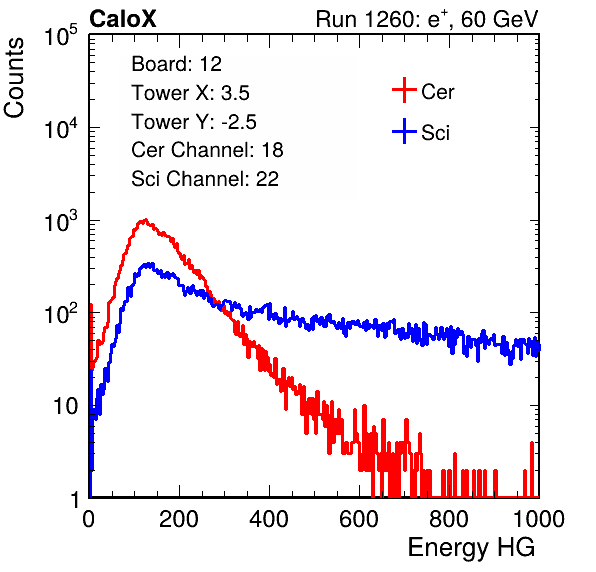 CaloX Run 1260: e⁺, 60 GeV
Counts
Board: 12
Tower X: 3.5
Tower Y: -2.5
Cer Channel: 18
Sci Channel: 22
Cer
Sci
10⁵
10⁴
10³
10²
10
1
0 200 400 600 800 1000
Energy HG